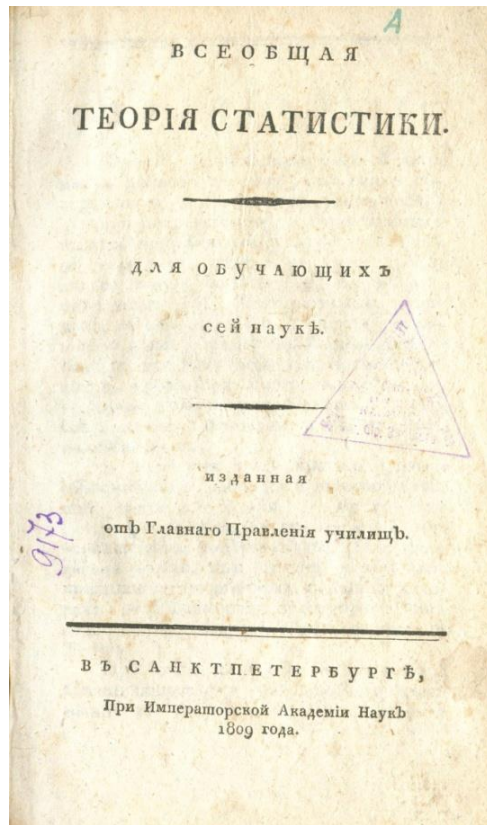 А
ВСЕОБЩАЯ
ТЕОРІЯ СТАТИСТИКИ.
ДЛЯ ОБУЧАЮЩИХЪ
сей наукѣ.
изданная
отЪ Главнаго Правленія училищЪ.
9173
ВЪ САНКТПЕТЕРБУРГѢ,
При Императорской Академіи НаукЪ
1809 года.